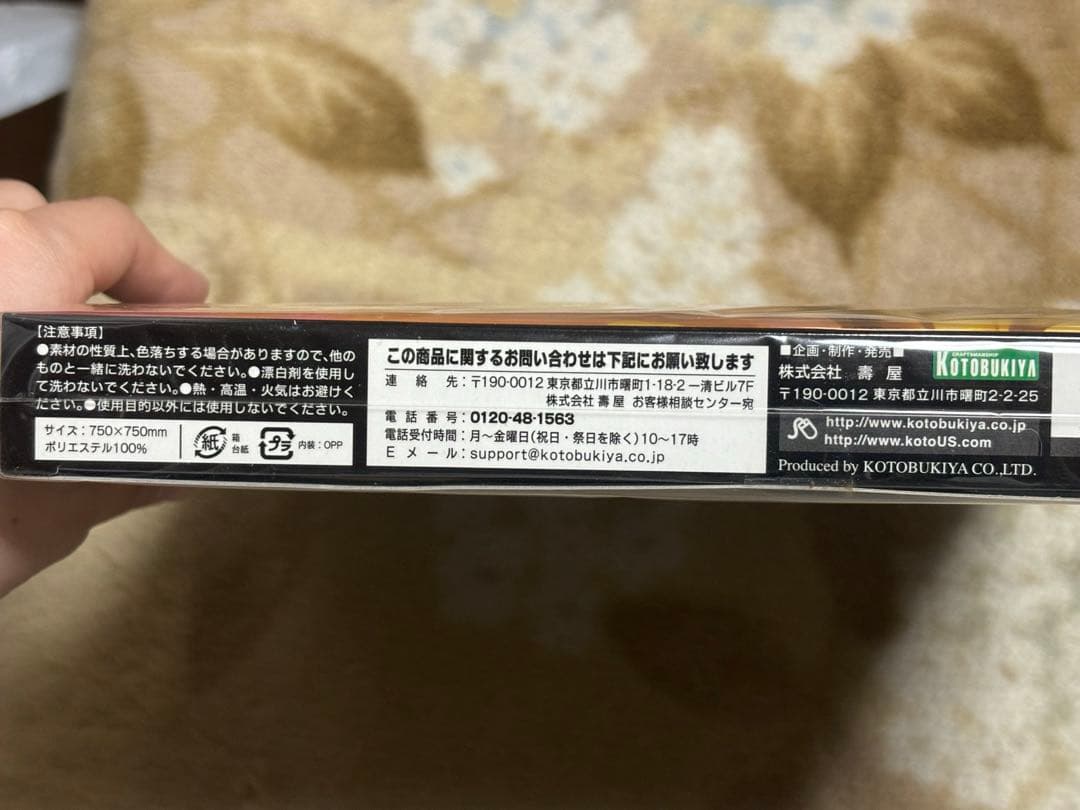 【注意事項】
●素材の性質上、色落ちする場合がありますので、他の
ものと一緒に洗わないでください。●漂白剤を使用し
て洗わないでください。●熱・高温・火気はお避けく
ださい。●使用目的以外には使用しないでください。
サイズ:750×750mm
ポリエステル100%
紙
箱
台紙
プラ
内装:OPP
この商品に関するお問い合わせは下記にお願い致します
連絡先:〒190-0012 東京都立川市曙町1-18-2 一清ビル7F
株式会社 壽屋 お客様相談センター宛
電話番号:0120-48-1563
電話受付時間:月~金曜日(祝日・祭日を除く)10~17時
Eメール:support@kotobukiya.co.jp
■企画・制作・発売■
株式会社 壽屋
CRAFTSMANSHIP
KOTOBUKIYA
〒190-0012 東京都立川市曙町2-2-25
http://www.kotobukiya.co.jp
http://www.kotoUS.com
Produced by KOTOBUKIYA CO.,LTD.